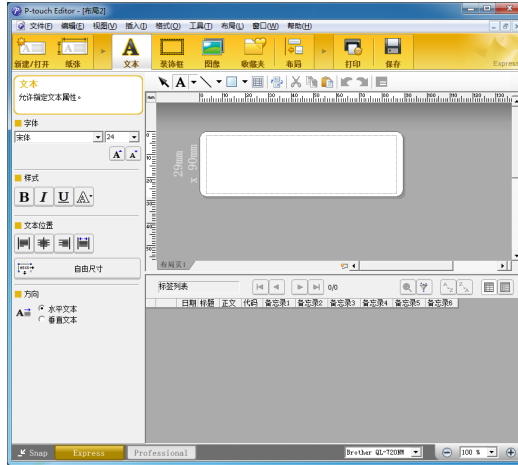 P-touch Editor - [布局2]
文件(F) 编辑(E) 视图(V) 插入(I) 格式(O) 工具(T) 布局(L) 窗口(W) 帮助(H)
新建/打开 纸张 文本 装饰框 图像 收藏夹 布局 打印 保存 Express
文本
允许指定文本属性。
字体
宋体 24
样式
B I U A
文本位置
自由尺寸
方向
水平文本
垂直文本
29mm
x 90mm
布局页1
标签列表 0/0
日期 标题 正文 代码 备忘录1 备忘录2 备忘录3 备忘录4 备忘录5 备忘录6
Snap Express Professional Brother QL-720NW 100 %